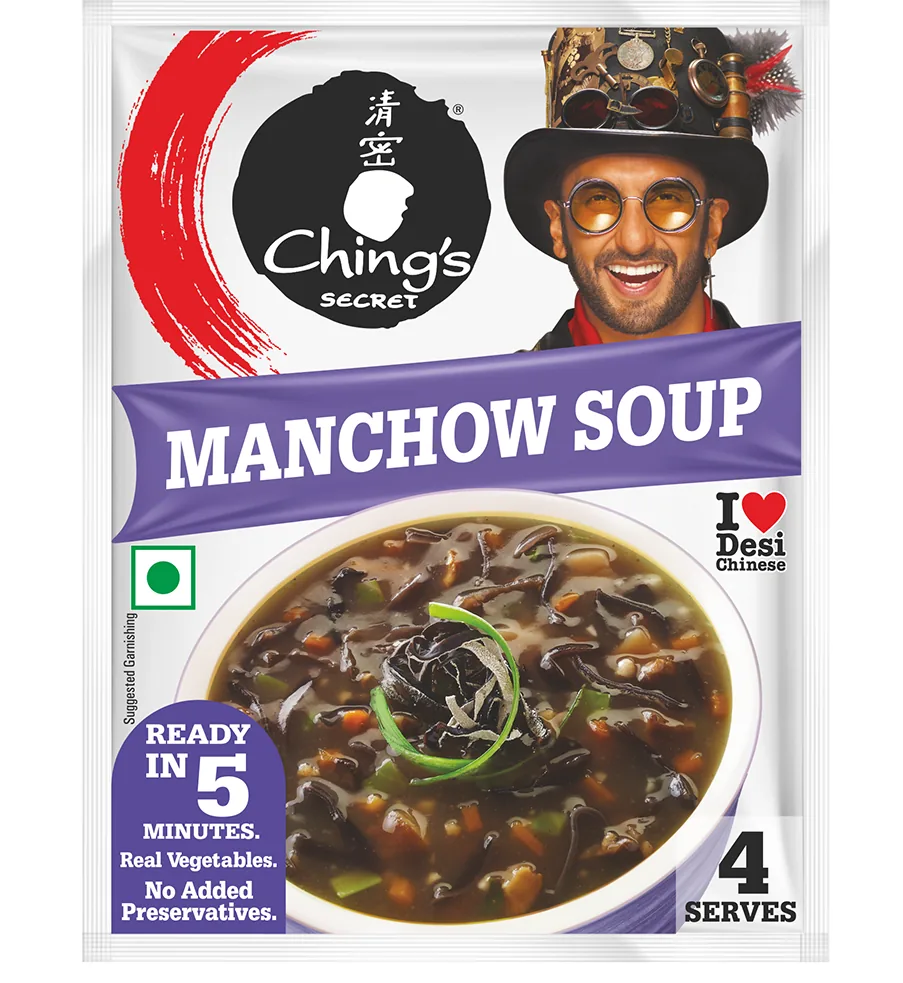 清
密
®
Ching's
SECRET
MANCHOW SOUP
I
Desi
Chinese
Suggested Garnishing
READY
IN 5
MINUTES.
Real Vegetables.
No Added
Preservatives.
4
SERVES